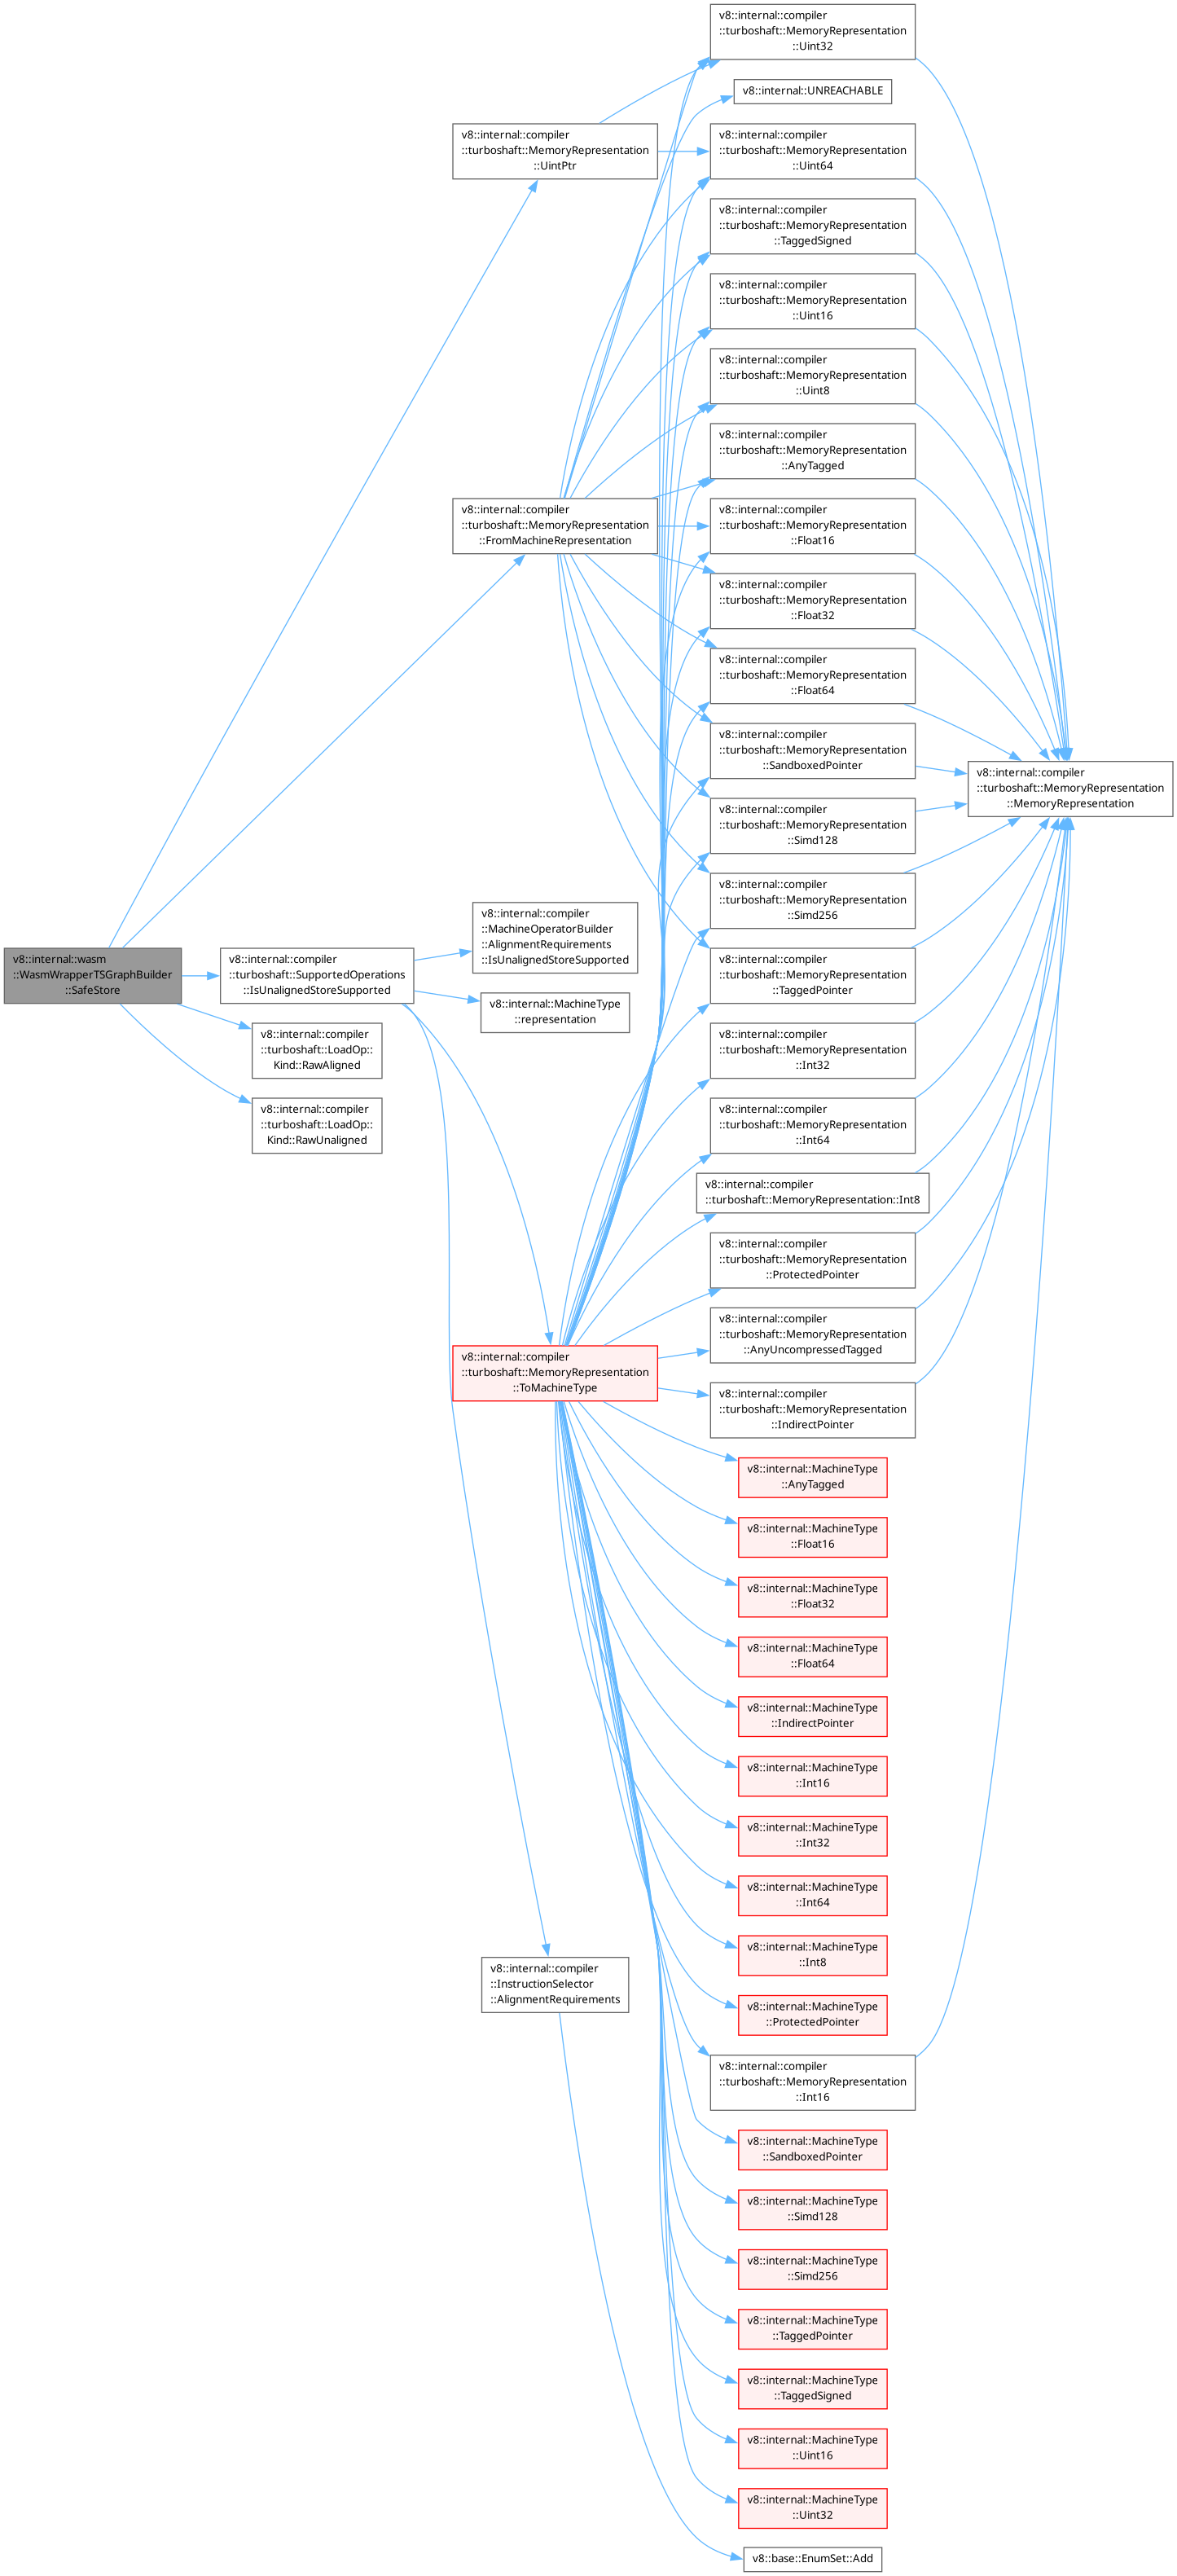 v8::internal::wasm
::WasmWrapperTSGraphBuilder
::SafeStore
v8::internal::compiler
::turboshaft::SupportedOperations
::IsUnalignedStoreSupported
v8::internal::compiler
::turboshaft::LoadOp::
Kind::RawAligned
v8::internal::compiler
::turboshaft::LoadOp::
Kind::RawUnaligned
v8::internal::compiler
::turboshaft::MemoryRepresentation
::UintPtr
v8::internal::compiler
::turboshaft::MemoryRepresentation
::FromMachineRepresentation
v8::internal::compiler
::MachineOperatorBuilder
::AlignmentRequirements
::IsUnalignedStoreSupported
v8::internal::MachineType
::representation
v8::internal::compiler
::turboshaft::MemoryRepresentation
::ToMachineType
v8::internal::compiler
::InstructionSelector
::AlignmentRequirements
v8::internal::compiler
::turboshaft::MemoryRepresentation
::Uint32
v8::internal::UNREACHABLE
v8::internal::compiler
::turboshaft::MemoryRepresentation
::Uint64
v8::internal::compiler
::turboshaft::MemoryRepresentation
::TaggedSigned
v8::internal::compiler
::turboshaft::MemoryRepresentation
::Uint16
v8::internal::compiler
::turboshaft::MemoryRepresentation
::Uint8
v8::internal::compiler
::turboshaft::MemoryRepresentation
::AnyTagged
v8::internal::compiler
::turboshaft::MemoryRepresentation
::Float16
v8::internal::compiler
::turboshaft::MemoryRepresentation
::Float32
v8::internal::compiler
::turboshaft::MemoryRepresentation
::Float64
v8::internal::compiler
::turboshaft::MemoryRepresentation
::SandboxedPointer
v8::internal::compiler
::turboshaft::MemoryRepresentation
::Simd128
v8::internal::compiler
::turboshaft::MemoryRepresentation
::Simd256
v8::internal::compiler
::turboshaft::MemoryRepresentation
::TaggedPointer
v8::internal::compiler
::turboshaft::MemoryRepresentation
::Int32
v8::internal::compiler
::turboshaft::MemoryRepresentation
::Int64
v8::internal::compiler
::turboshaft::MemoryRepresentation::Int8
v8::internal::compiler
::turboshaft::MemoryRepresentation
::ProtectedPointer
v8::internal::compiler
::turboshaft::MemoryRepresentation
::AnyUncompressedTagged
v8::internal::compiler
::turboshaft::MemoryRepresentation
::IndirectPointer
v8::internal::MachineType
::AnyTagged
v8::internal::MachineType
::Float16
v8::internal::MachineType
::Float32
v8::internal::MachineType
::Float64
v8::internal::MachineType
::IndirectPointer
v8::internal::MachineType
::Int16
v8::internal::MachineType
::Int32
v8::internal::MachineType
::Int64
v8::internal::MachineType
::Int8
v8::internal::MachineType
::ProtectedPointer
v8::internal::compiler
::turboshaft::MemoryRepresentation
::Int16
v8::internal::MachineType
::SandboxedPointer
v8::internal::MachineType
::Simd128
v8::internal::MachineType
::Simd256
v8::internal::MachineType
::TaggedPointer
v8::internal::MachineType
::TaggedSigned
v8::internal::MachineType
::Uint16
v8::internal::MachineType
::Uint32
v8::base::EnumSet::Add
v8::internal::compiler
::turboshaft::MemoryRepresentation
::MemoryRepresentation